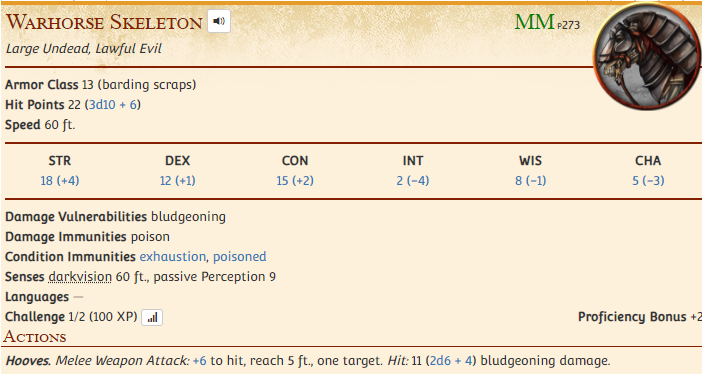 Warhorse Skeleton MM p273
Large Undead, Lawful Evil
Armor Class 13 (barding scraps)
Hit Points 22 (3d10 + 6)
Speed 60 ft.
STR DEX CON INT WIS CHA
18 (+4) 12 (+1) 15 (+2) 2 (−4) 8 (−1) 5 (−3)
Damage Vulnerabilities bludgeoning
Damage Immunities poison
Condition Immunities exhaustion, poisoned
Senses darkvision 60 ft., passive Perception 9
Languages —
Challenge 1/2 (100 XP) Proficiency Bonus +2
Actions
Hooves. Melee Weapon Attack: +6 to hit, reach 5 ft., one target. Hit: 11 (2d6 + 4) bludgeoning damage.